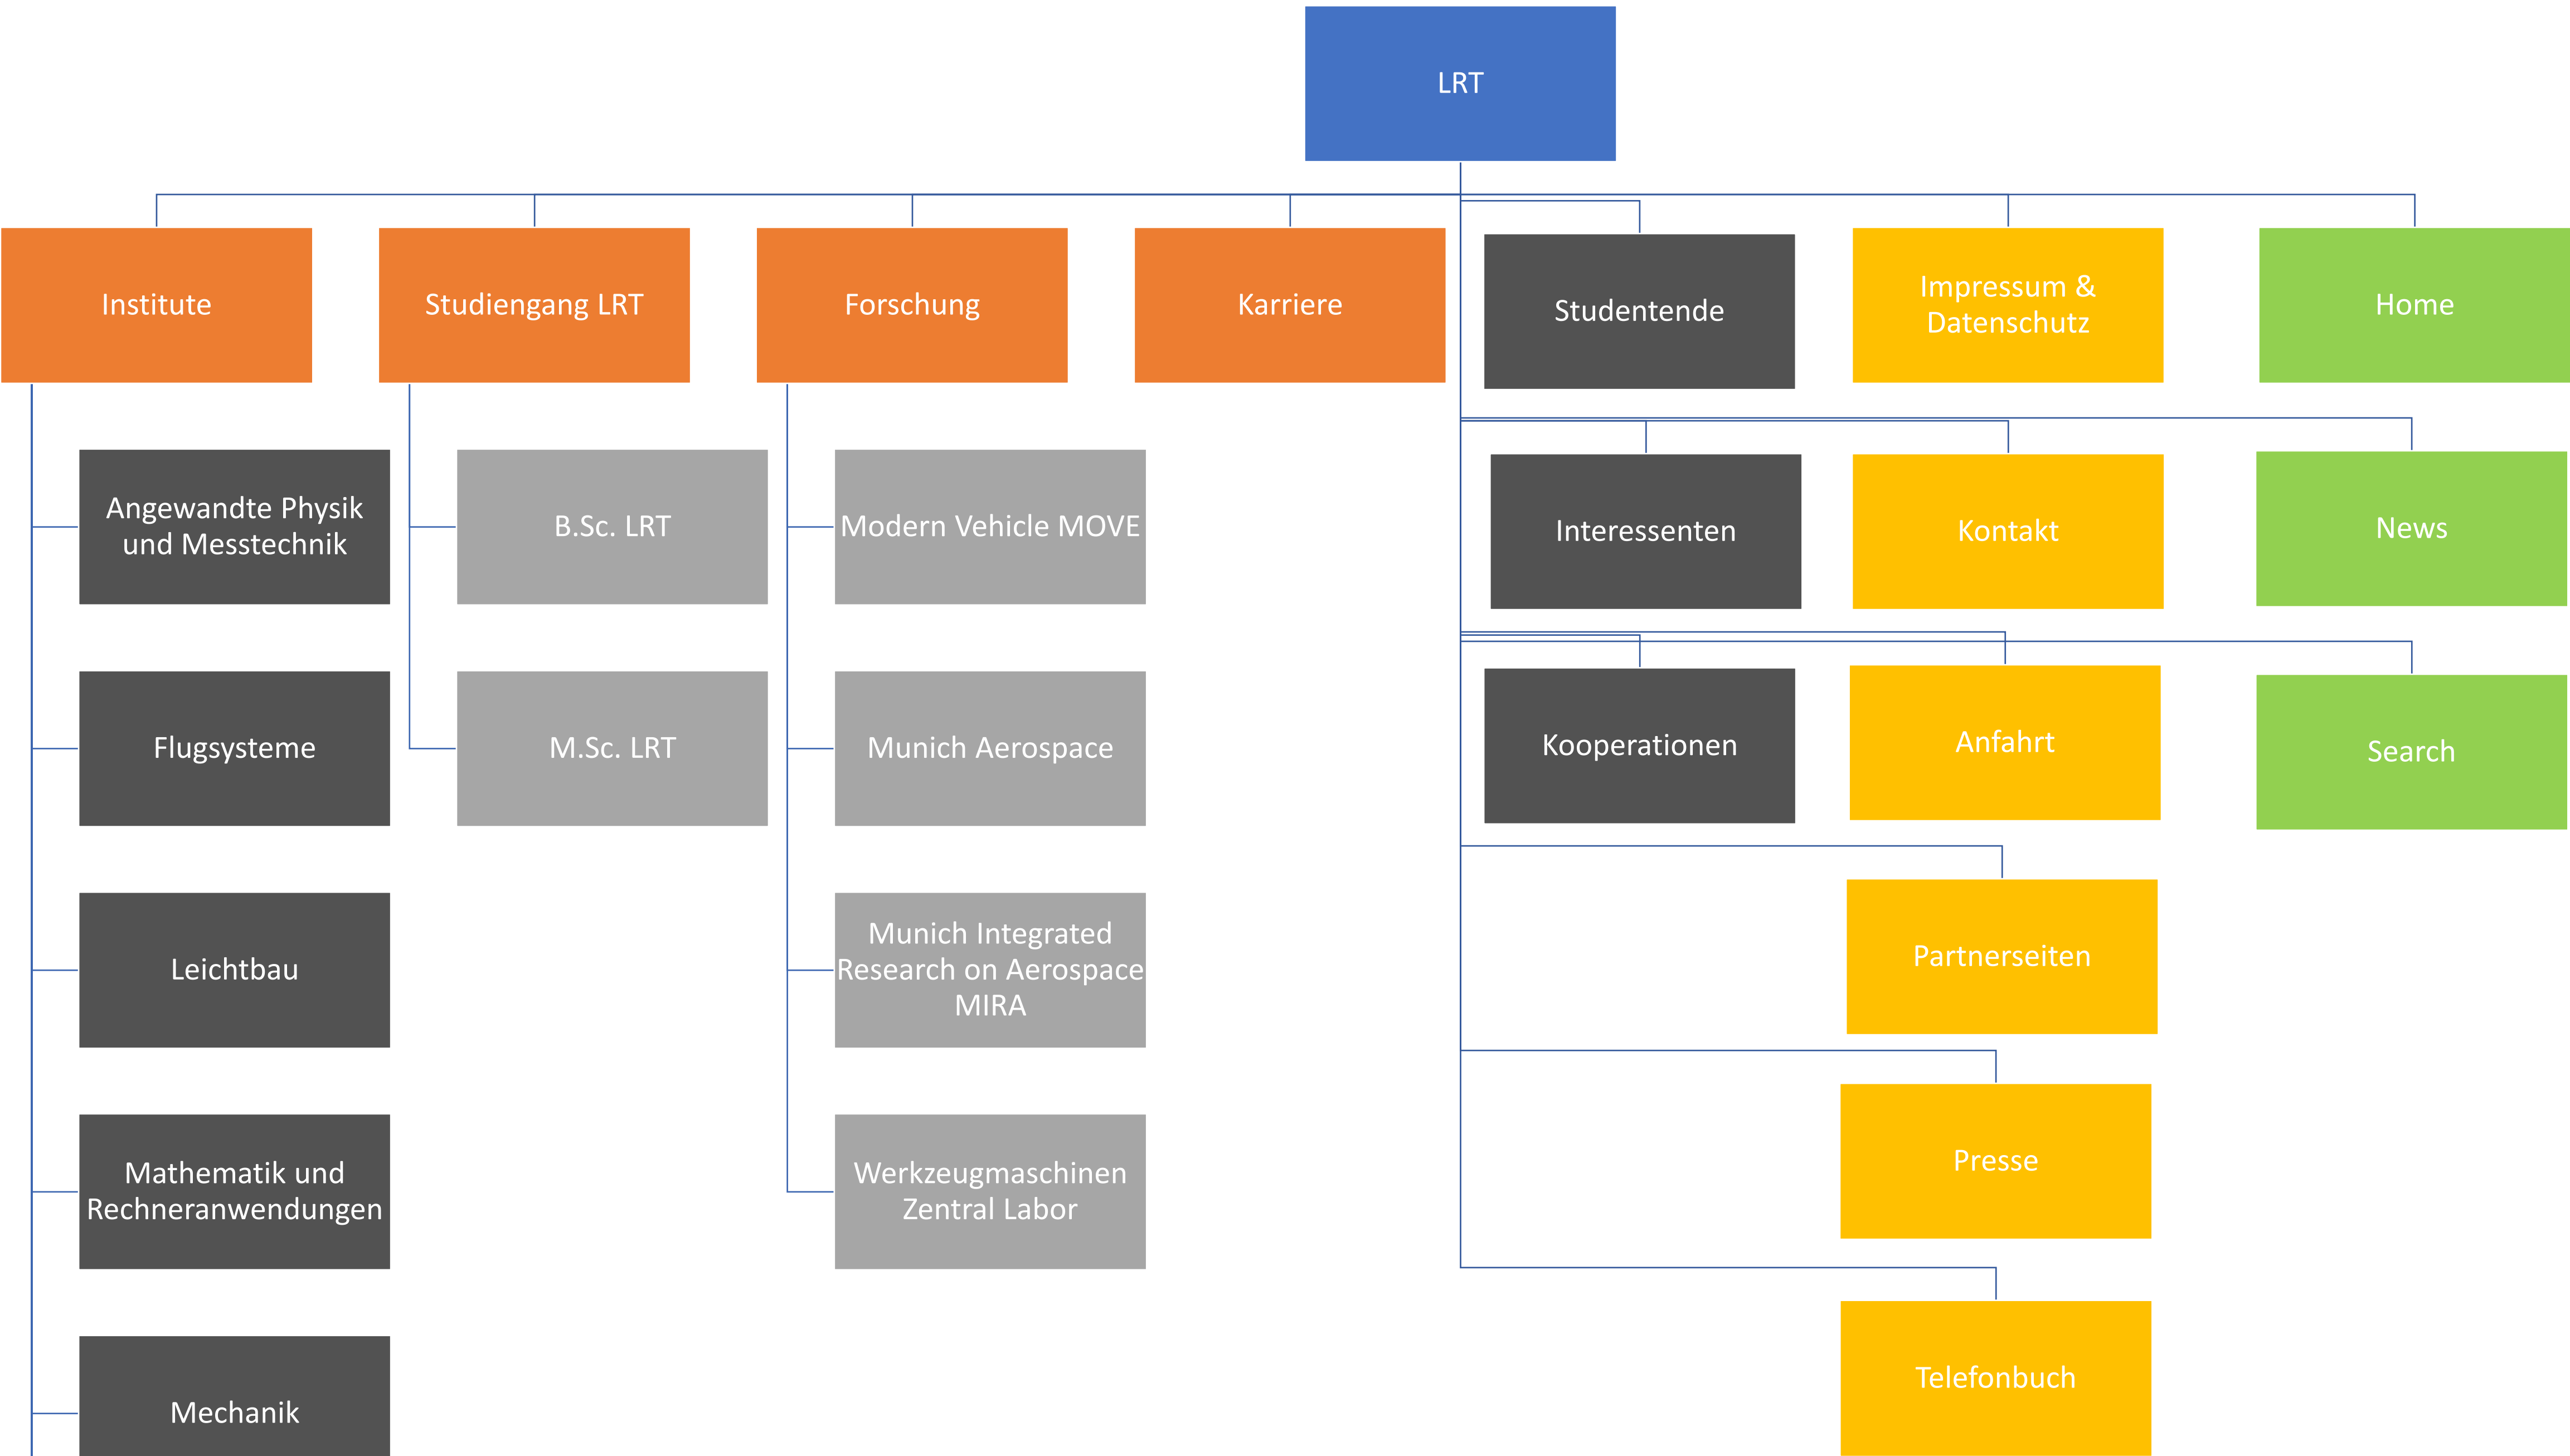 LRT
Institute
Studiengang LRT
Forschung
Karriere
Studentende
Impressum &
Datenschutz
Home
Angewandte Physik
und Messtechnik
B.Sc. LRT
Modern Vehicle MOVE
Interessenten
Kontakt
News
Flugsysteme
M.Sc. LRT
Munich Aerospace
Kooperationen
Anfahrt
Search
Leichtbau
Munich Integrated
Research on Aerospace
MIRA
Partnerseiten
Mathematik und
Rechneranwendungen
Werkzeugmaschinen
Zentral Labor
Presse
Mechanik
Telefonbuch